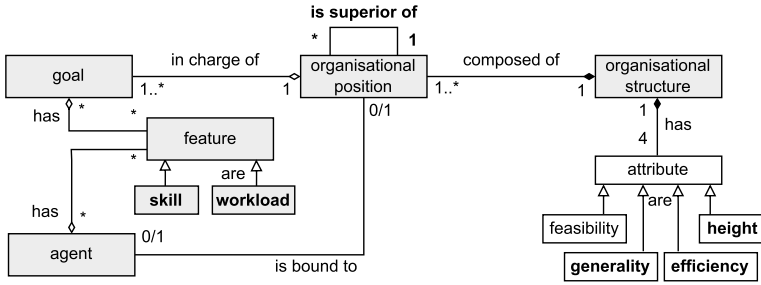 is superior of
* 1
goal
in charge of
organisational
position
composed of
organisational
structure
1..* 1
1..* 1
0/1
1
has
4
has
*
*
feature
*
attribute
are
skill
workload
are
feasibility
height
has
*
generality
efficiency
agent
0/1
is bound to